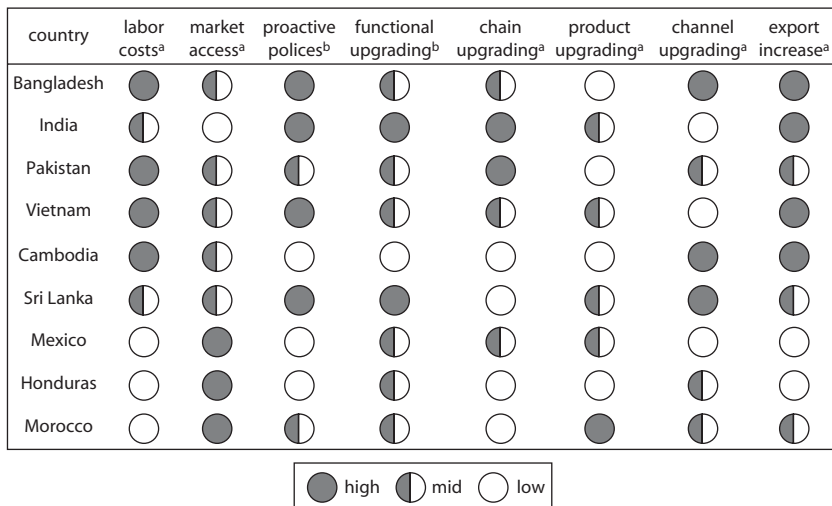 country labor costsa market accessa proactive policesb functional upgradingb chain upgradinga product upgradinga channel upgradinga export increasea
Bangladesh
India
Pakistan
Vietnam
Cambodia
Sri Lanka
Mexico
Honduras
Morocco
high mid low